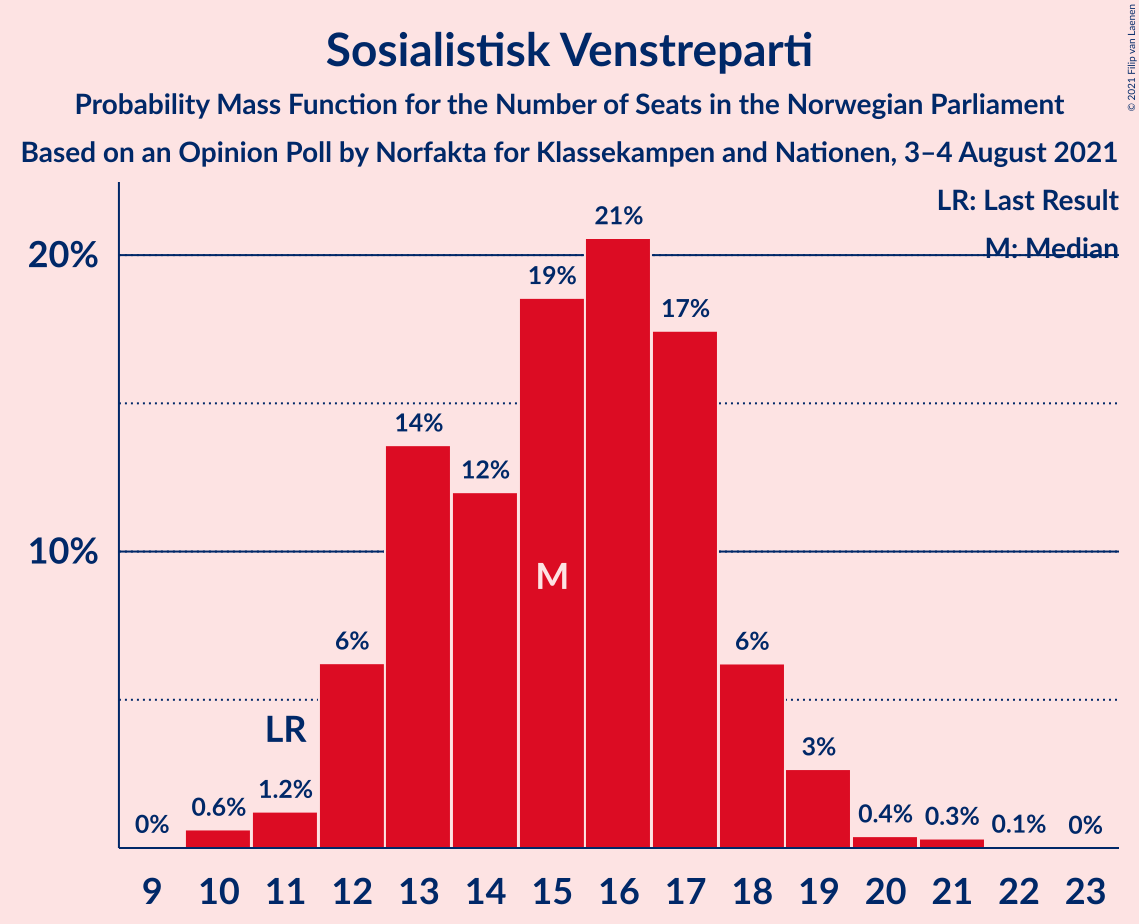 Sosialistisk Venstreparti
Probability Mass Function for the Number of Seats in the Norwegian Parliament
Based on an Opinion Poll by Norfakta for Klassekampen and Nationen, 3–4 August 2021
© 2021 Filip van Laenen
LR: Last Result
M: Median
20%
10%
0%
0.6%
1.2%
LR
6%
14%
12%
19%
M
21%
17%
6%
3%
0.4%
0.3%
0.1%
0%
9 10 11 12 13 14 15 16 17 18 19 20 21 22 23